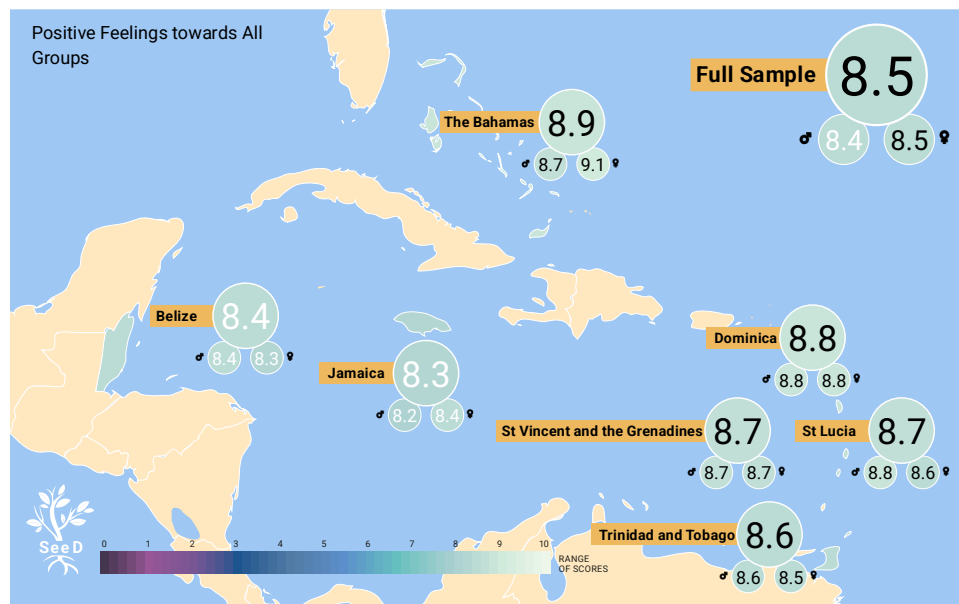 Positive Feelings towards All
Groups
Full Sample
8.5
8.4
8.5
The Bahamas
8.9
8.7
9.1
Belize
8.4
8.4
8.3
Jamaica
8.3
8.2
8.4
Dominica
8.8
8.8
8.8
St Vincent and the Grenadines
8.7
8.7
8.7
St Lucia
8.7
8.8
8.6
Trinidad and Tobago
8.6
8.6
8.5
SeeD
0 1 2 3 4 5 6 7 8 9 10
RANGE
OF SCORES